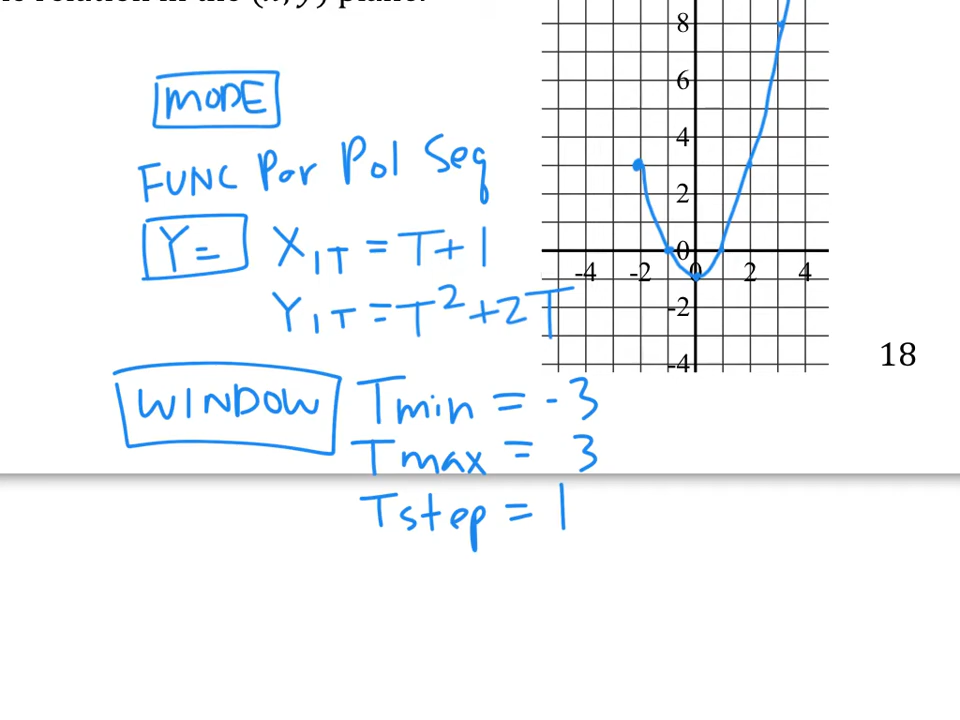 8
MODE
6
4
FUNC Par Pol Seq
2
Y= X1T = T+1
0
-4 -2 0 2 4
Y1T = T²+2T
-2
18
-4
WINDOW Tmin = -3
Tmax = 3
Tstep = 1